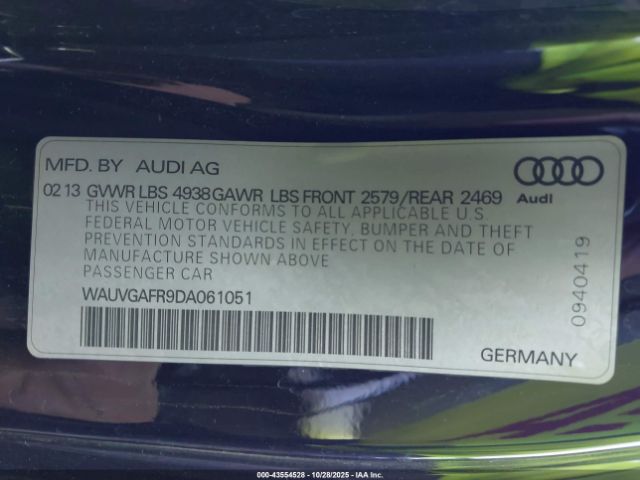 MFD. BY AUDI AG
02 13 GVWR LBS 4938 GAWR LBS FRONT 2579/REAR 2469
Audi
THIS VEHICLE CONFORMS TO ALL APPLICABLE U.S.
FEDERAL MOTOR VEHICLE SAFETY, BUMPER AND THEFT
PREVENTION STANDARDS IN EFFECT ON THE DATE OF
MANUFACTURE SHOWN ABOVE
PASSENGER CAR
WAUVGAFR9DA061051
0940419
GERMANY
000-43554528 - 10/28/2025 - IAA Inc.